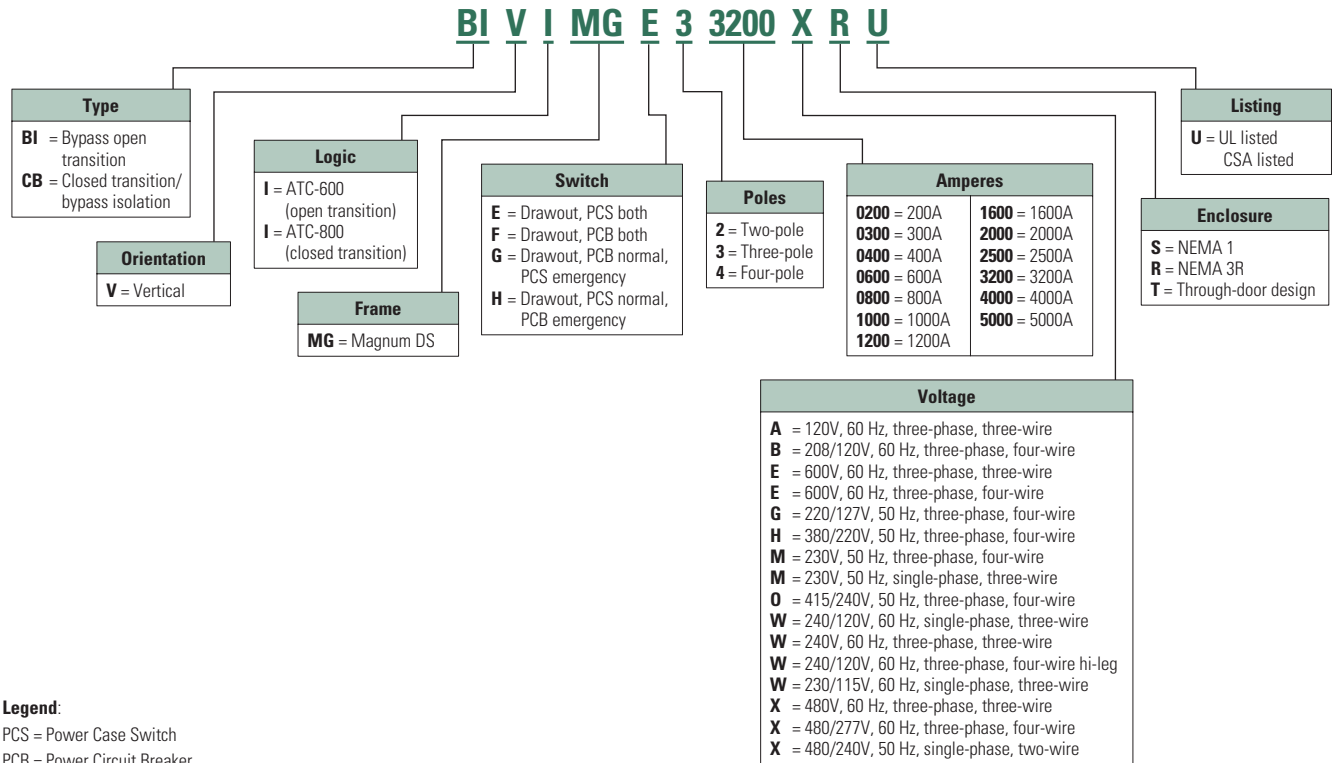 BI V I MG E 3 3200 X R U
Type
BI = Bypass open
transition
CB = Closed transition/
bypass isolation
Orientation
V = Vertical
Logic
I = ATC-600
(open transition)
I = ATC-800
(closed transition)
Frame
MG = Magnum DS
Switch
E = Drawout, PCS both
F = Drawout, PCB both
G = Drawout, PCB normal,
PCS emergency
H = Drawout, PCS normal,
PCB emergency
Poles
2 = Two-pole
3 = Three-pole
4 = Four-pole
Amperes
0200 = 200A
0300 = 300A
0400 = 400A
0600 = 600A
0800 = 800A
1000 = 1000A
1200 = 1200A
1600 = 1600A
2000 = 2000A
2500 = 2500A
3200 = 3200A
4000 = 4000A
5000 = 5000A
Listing
U = UL listed
CSA listed
Enclosure
S = NEMA 1
R = NEMA 3R
T = Through-door design
Voltage
A = 120V, 60 Hz, three-phase, three-wire
B = 208/120V, 60 Hz, three-phase, four-wire
E = 600V, 60 Hz, three-phase, three-wire
E = 600V, 60 Hz, three-phase, four-wire
G = 220/127V, 50 Hz, three-phase, four-wire
H = 380/220V, 50 Hz, three-phase, four-wire
M = 230V, 50 Hz, three-phase, four-wire
M = 230V, 50 Hz, single-phase, three-wire
O = 415/240V, 50 Hz, three-phase, four-wire
W = 240/120V, 60 Hz, single-phase, three-wire
W = 240V, 60 Hz, three-phase, three-wire
W = 240/120V, 60 Hz, three-phase, four-wire hi-leg
W = 230/115V, 60 Hz, single-phase, three-wire
X = 480V, 60 Hz, three-phase, three-wire
X = 480/277V, 60 Hz, three-phase, four-wire
X = 480/240V, 50 Hz, single-phase, two-wire
Legend:
PCS = Power Case Switch
PCB = Power Circuit Breaker